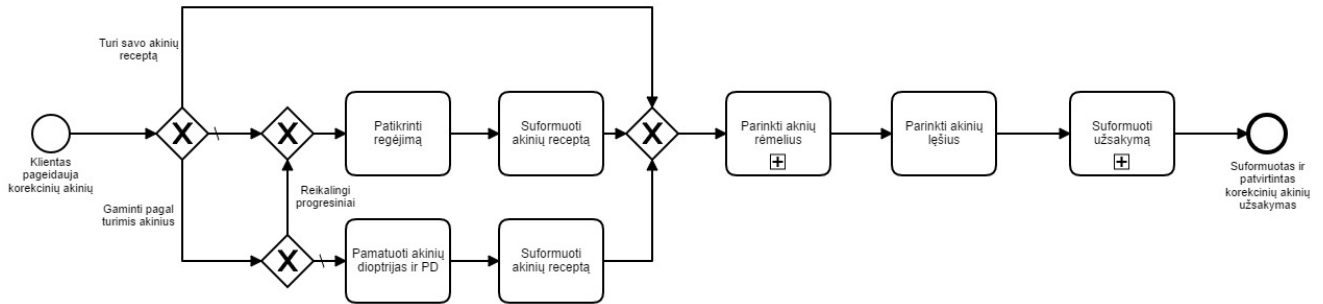 Turi savo akinių
receptą
Klientas
pageidauja
korekcinių akinių
Patikrinti
regėjimą
Suformuoti
akinių receptą
Parinkti aknių
rėmelius
Parinkti akinių
lęšius
Suformuoti
užsakymą
Suformuotas ir
patvirtintas
korekcinių akinių
užsakymas
Gaminti pagal
turimis akinius
Reikalingi
progresiniai
Pamatuoti akinių
dioptrijas ir PD
Suformuoti
akinių receptą